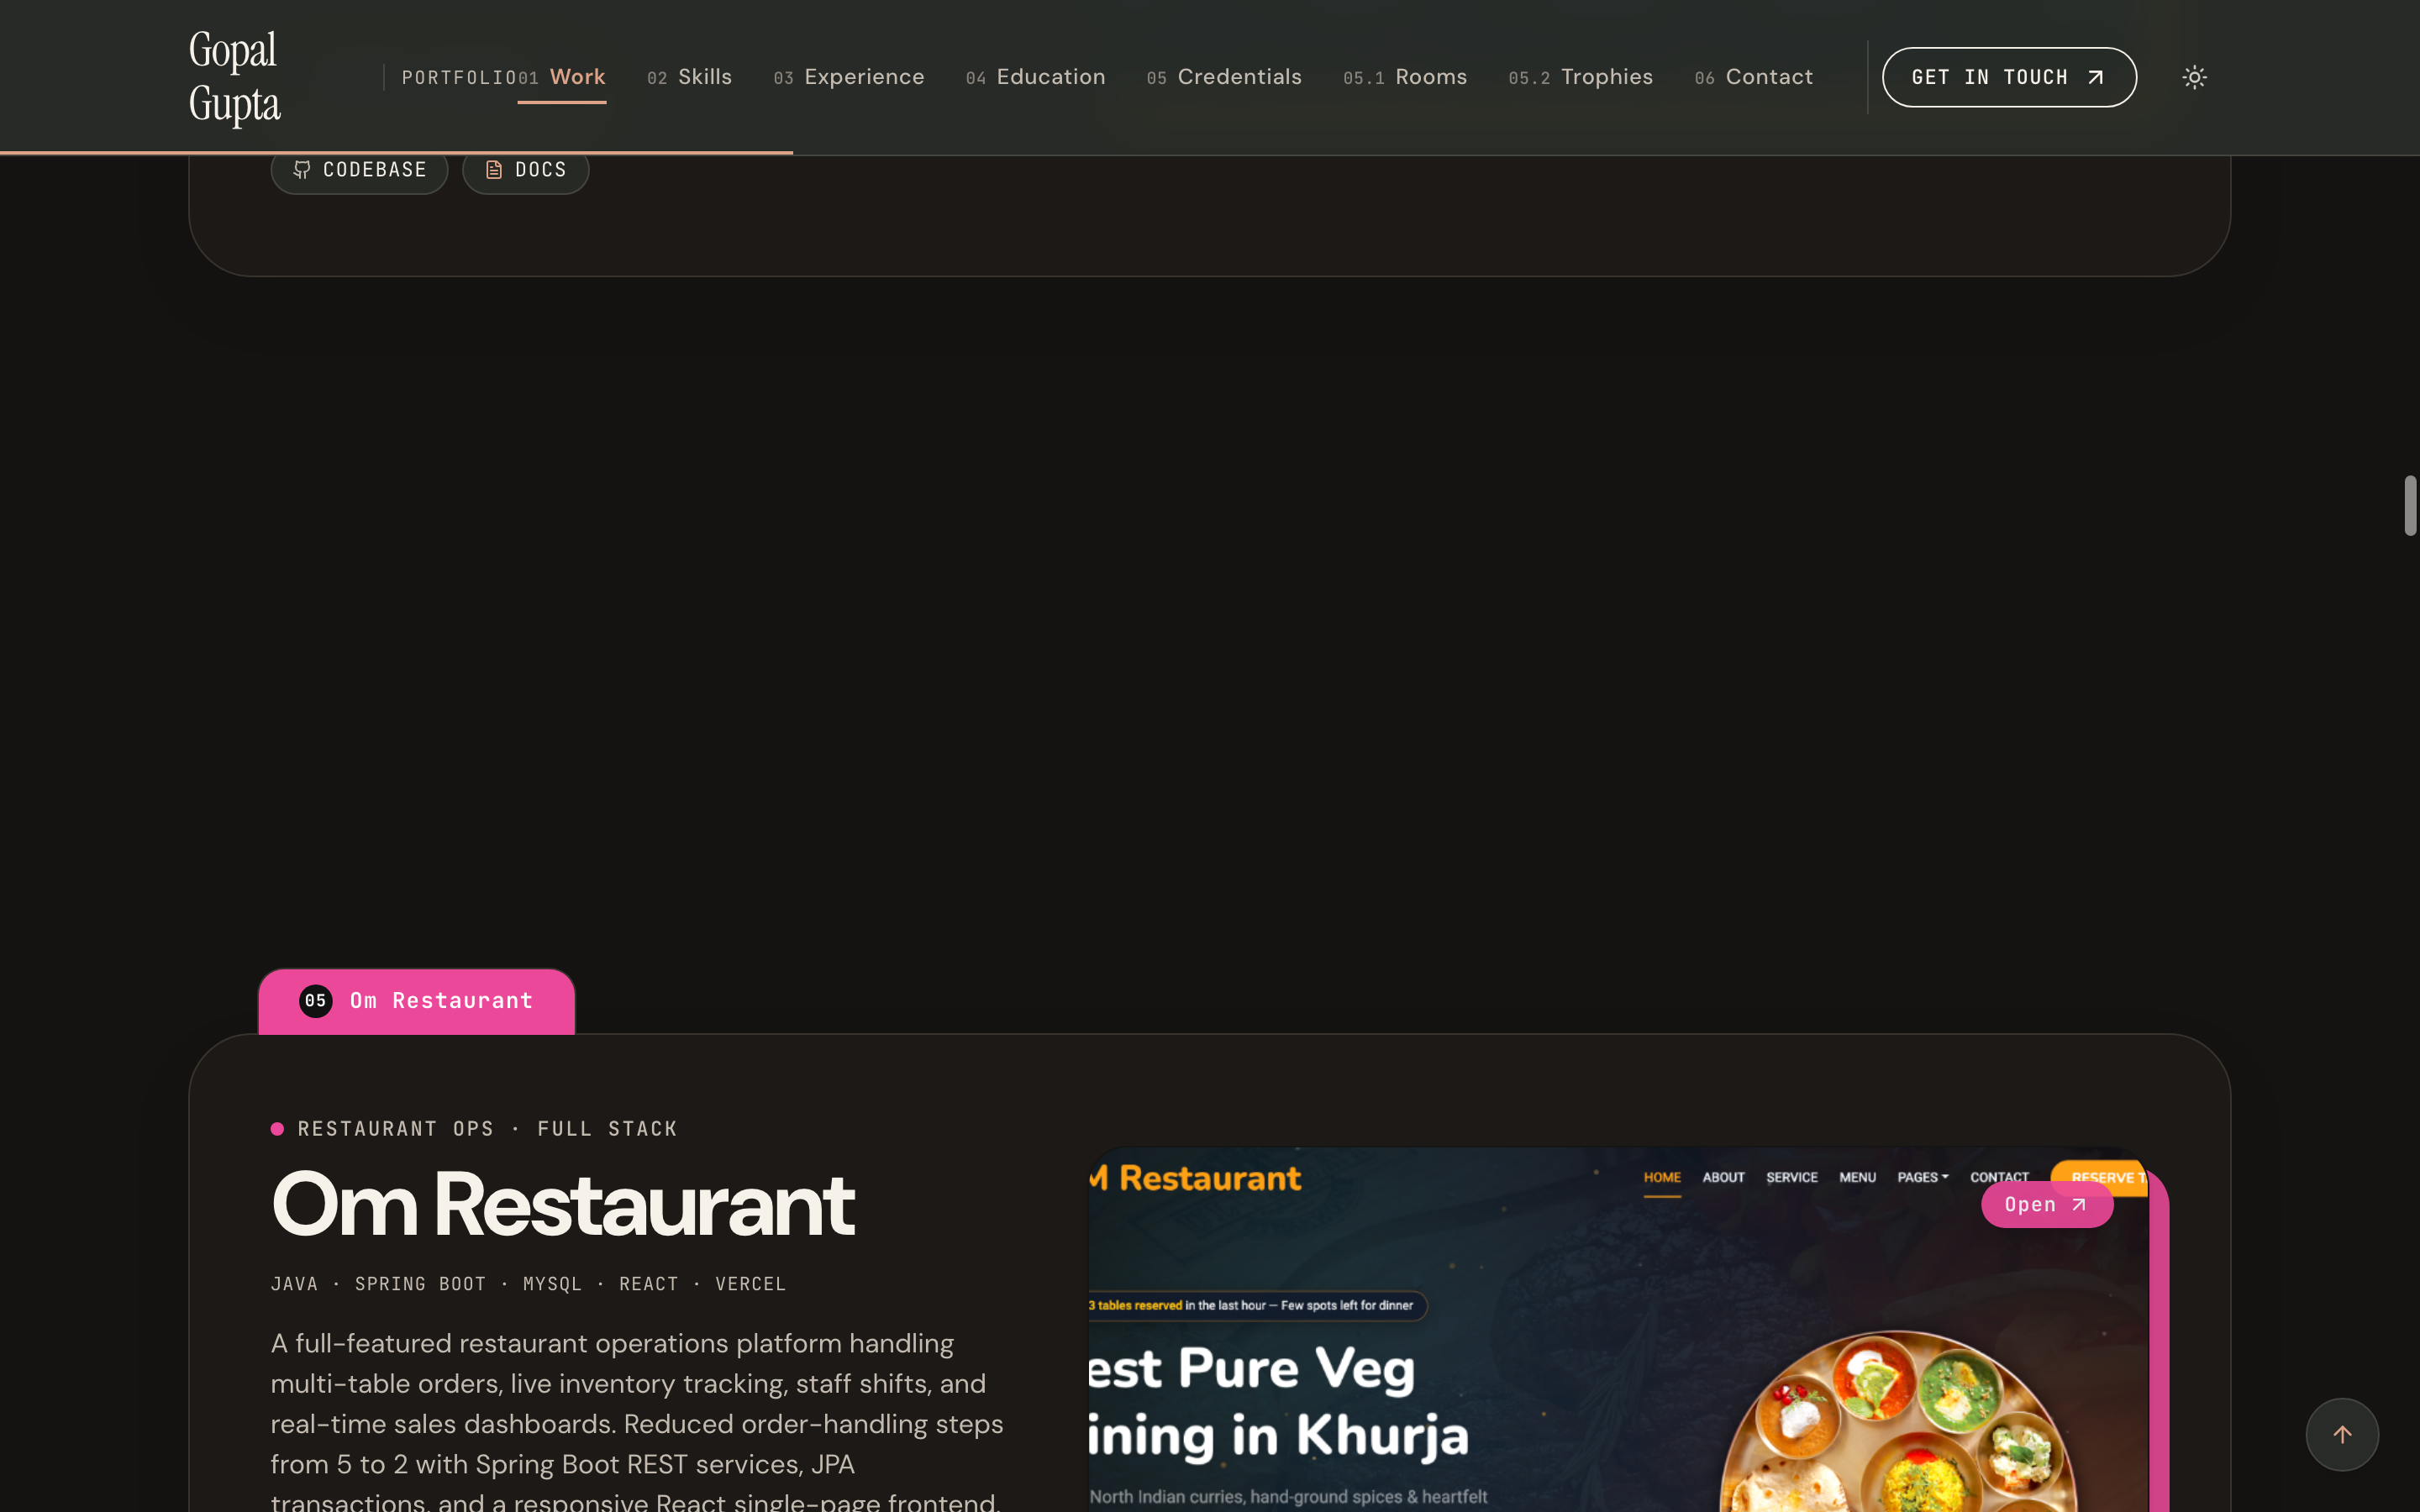 Gopal
Gupta
PORTFOLIO
01 Work
02 Skills
03 Experience
04 Education
05 Credentials
05.1 Rooms
05.2 Trophies
06 Contact
GET IN TOUCH
CODEBASE
DOCS
05 Om Restaurant
RESTAURANT OPS · FULL STACK
Om Restaurant
JAVA · SPRING BOOT · MYSQL · REACT · VERCEL
A full-featured restaurant operations platform handling
multi-table orders, live inventory tracking, staff shifts, and
real-time sales dashboards. Reduced order-handling steps
from 5 to 2 with Spring Boot REST services, JPA
transactions, and a responsive React single-page frontend.
M Restaurant
HOME ABOUT SERVICE MENU PAGES CONTACT RESERVE T
Open
3 tables reserved in the last hour — Few spots left for dinner
est Pure Veg
ining in Khurja
North Indian curries, hand-ground spices & heartfelt